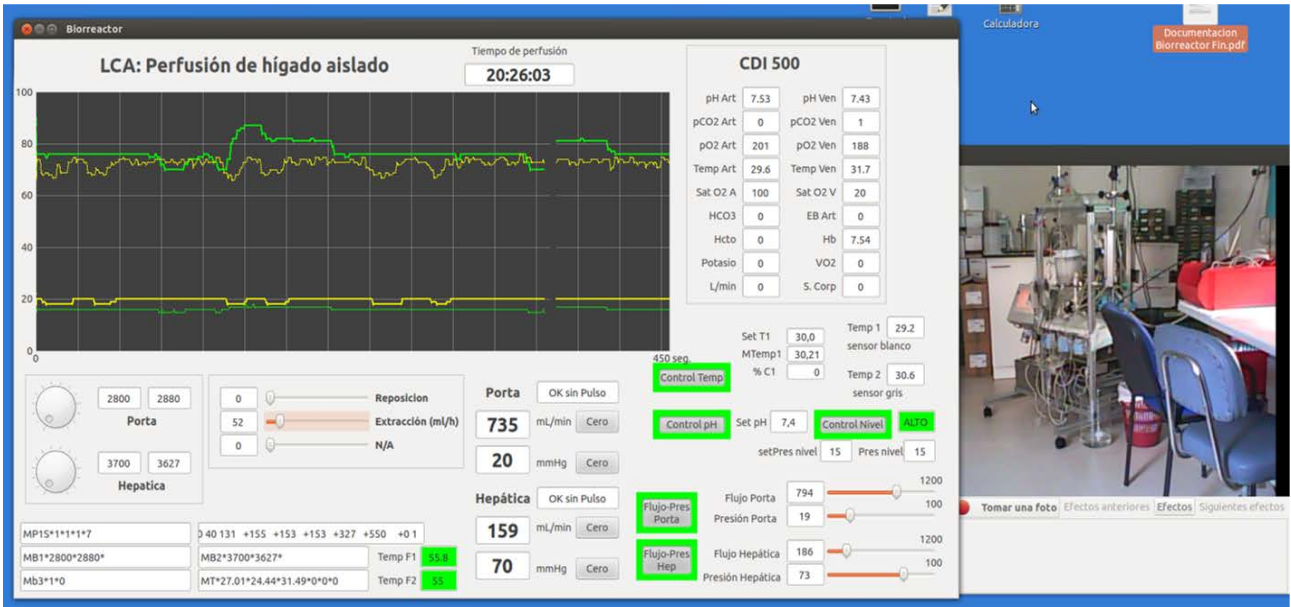 Biorreactor
Calculadora
Documentacion
Biorreactor Fin.pdf
LCA: Perfusión de hígado aislado
Tiempo de perfusión
20:26:03
100
80
60
40
20
0
0
450 seg.
CDI 500
pH Art 7.53 pH Ven 7.43
pCO2 Art 0 pCO2 Ven 1
pO2 Art 201 pO2 Ven 188
Temp Art 29.6 Temp Ven 31.7
Sat O2 A 100 Sat O2 V 20
HCO3 0 EB Art 0
Hcto 0 Hb 7.54
Potasio 0 VO2 0
L/min 0 S. Corp 0
Set T1 30,0
MTemp1 30,21
% C1 0
Temp 1 29.2
sensor blanco
Temp 2 30.6
sensor gris
Control Temp
Control pH Set pH 7,4 Control Nivel ALTO
setPres nivel 15 Pres nivel 15
2800 2880
Porta
3700 3627
Hepatica
0 Reposicion
52 Extracción (ml/h)
0 N/A
Porta OK sin Pulso
735 mL/min Cero
20 mmHg Cero
Hepática OK sin Pulso
159 mL/min Cero
70 mmHg Cero
Flujo-Pres
Porta
Flujo Porta 794 1200
Presión Porta 19 100
Flujo-Pres
Hep
Flujo Hepática 186 1200
Presión Hepática 73 100
MP1S*1*1*1*7
0 40 131 +155 +153 +153 +327 +550 +0 1
MB1*2800*2880*
MB2*3700*3627*
Temp F1 55.8
Mb3*1*0
MT*27.01*24.44*31.49*0*0*0
Temp F2 55
Tomar una foto Efectos anteriores Efectos Siguientes efectos